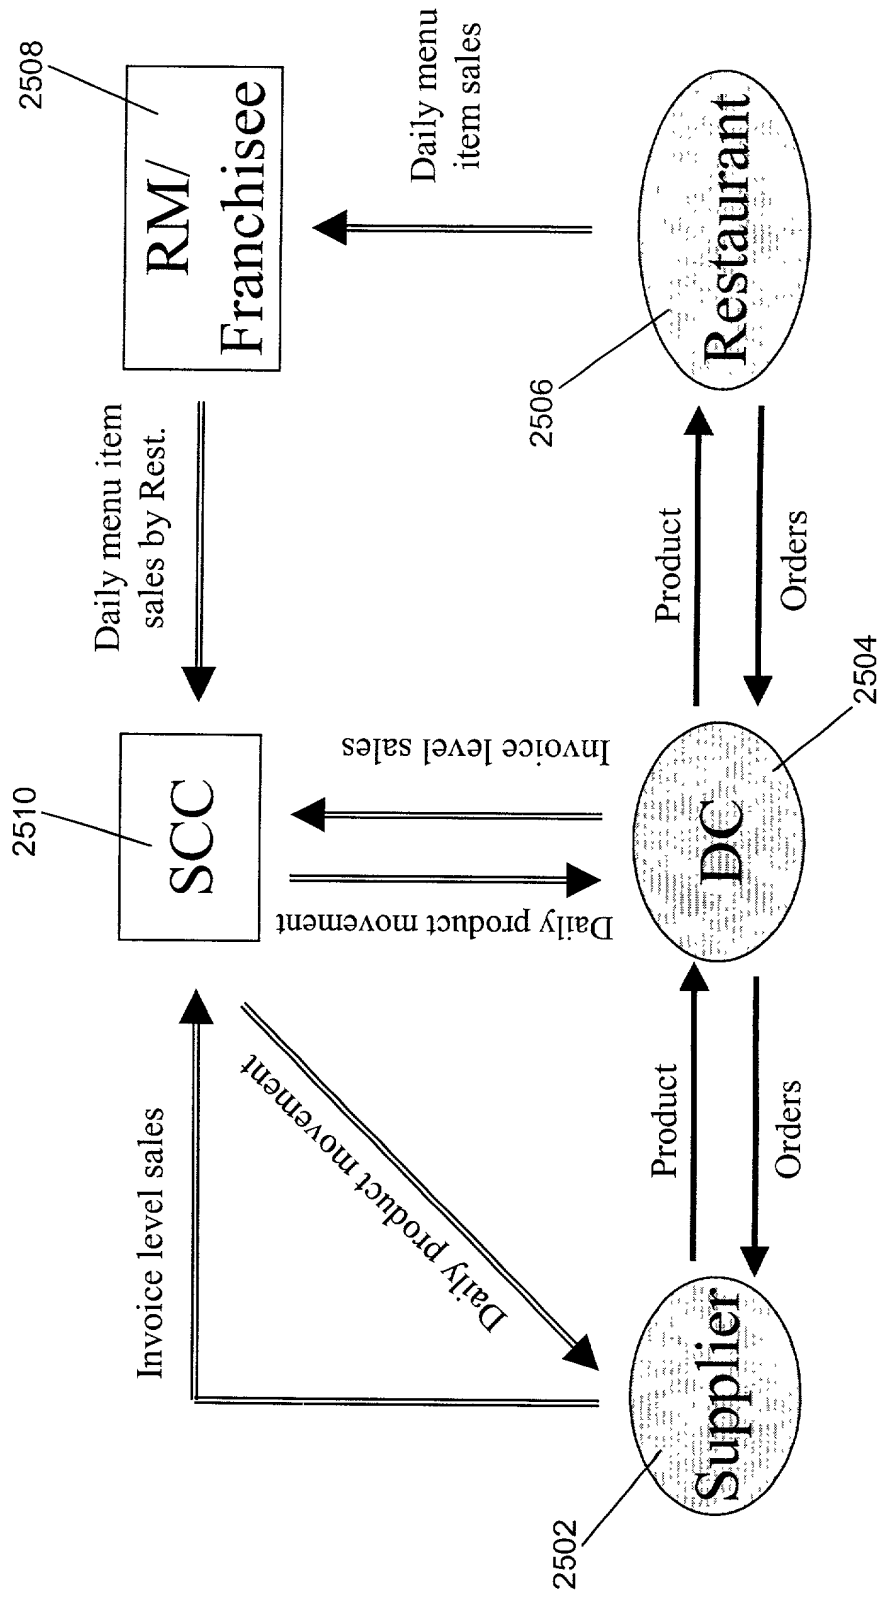 2510
2508
Invoice level sales
SCC
Daily menu item
sales by Rest.
RM/
Franchisee
Daily product movement
Daily product movement
Invoice level sales
Daily menu
item sales
2502
2506
Supplier
Product
Orders
DC
2504
Product
Orders
Restaurant